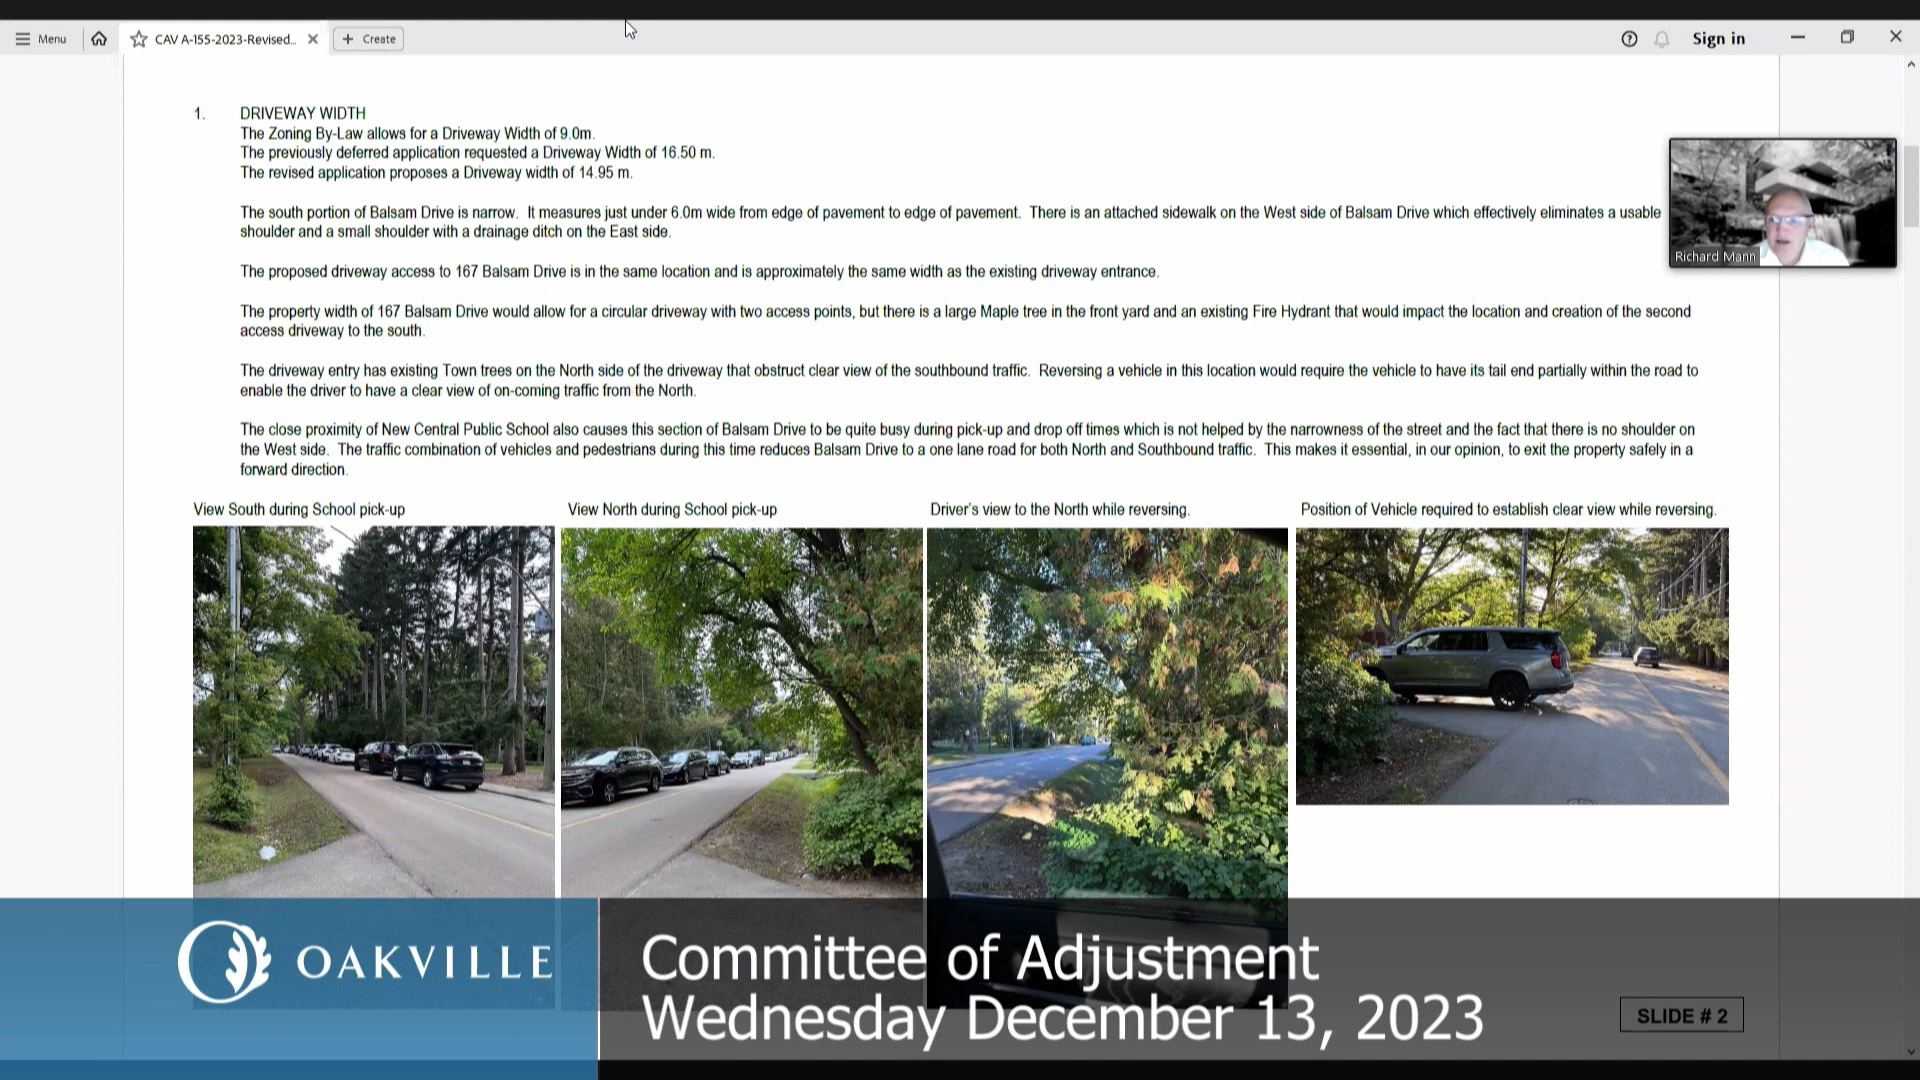 Menu
CAV A-155-2023-Revised...
Create
Sign in
1. DRIVEWAY WIDTH
The Zoning By-Law allows for a Driveway Width of 9.0m.
The previously deferred application requested a Driveway Width of 16.50 m.
The revised application proposes a Driveway width of 14.95 m.
The south portion of Balsam Drive is narrow. It measures just under 6.0m wide from edge of pavement to edge of pavement. There is an attached sidewalk on the West side of Balsam Drive which effectively eliminates a usable
shoulder and a small shoulder with a drainage ditch on the East side.
Richard Mann
The proposed driveway access to 167 Balsam Drive is in the same location and is approximately the same width as the existing driveway entrance.
The property width of 167 Balsam Drive would allow for a circular driveway with two access points, but there is a large Maple tree in the front yard and an existing Fire Hydrant that would impact the location and creation of the second
access driveway to the south.
The driveway entry has existing Town trees on the North side of the driveway that obstruct clear view of the southbound traffic. Reversing a vehicle in this location would require the vehicle to have its tail end partially within the road to
enable the driver to have a clear view of on-coming traffic from the North.
The close proximity of New Central Public School also causes this section of Balsam Drive to be quite busy during pick-up and drop off times which is not helped by the narrowness of the street and the fact that there is no shoulder on
the West side. The traffic combination of vehicles and pedestrians during this time reduces Balsam Drive to a one lane road for both North and Southbound traffic. This makes it essential, in our opinion, to exit the property safely in a
forward direction.
View South during School pick-up
View North during School pick-up
Driver's view to the North while reversing.
Position of Vehicle required to establish clear view while reversing.
OAKVILLE
Committee of Adjustment
Wednesday December 13, 2023
SLIDE # 2